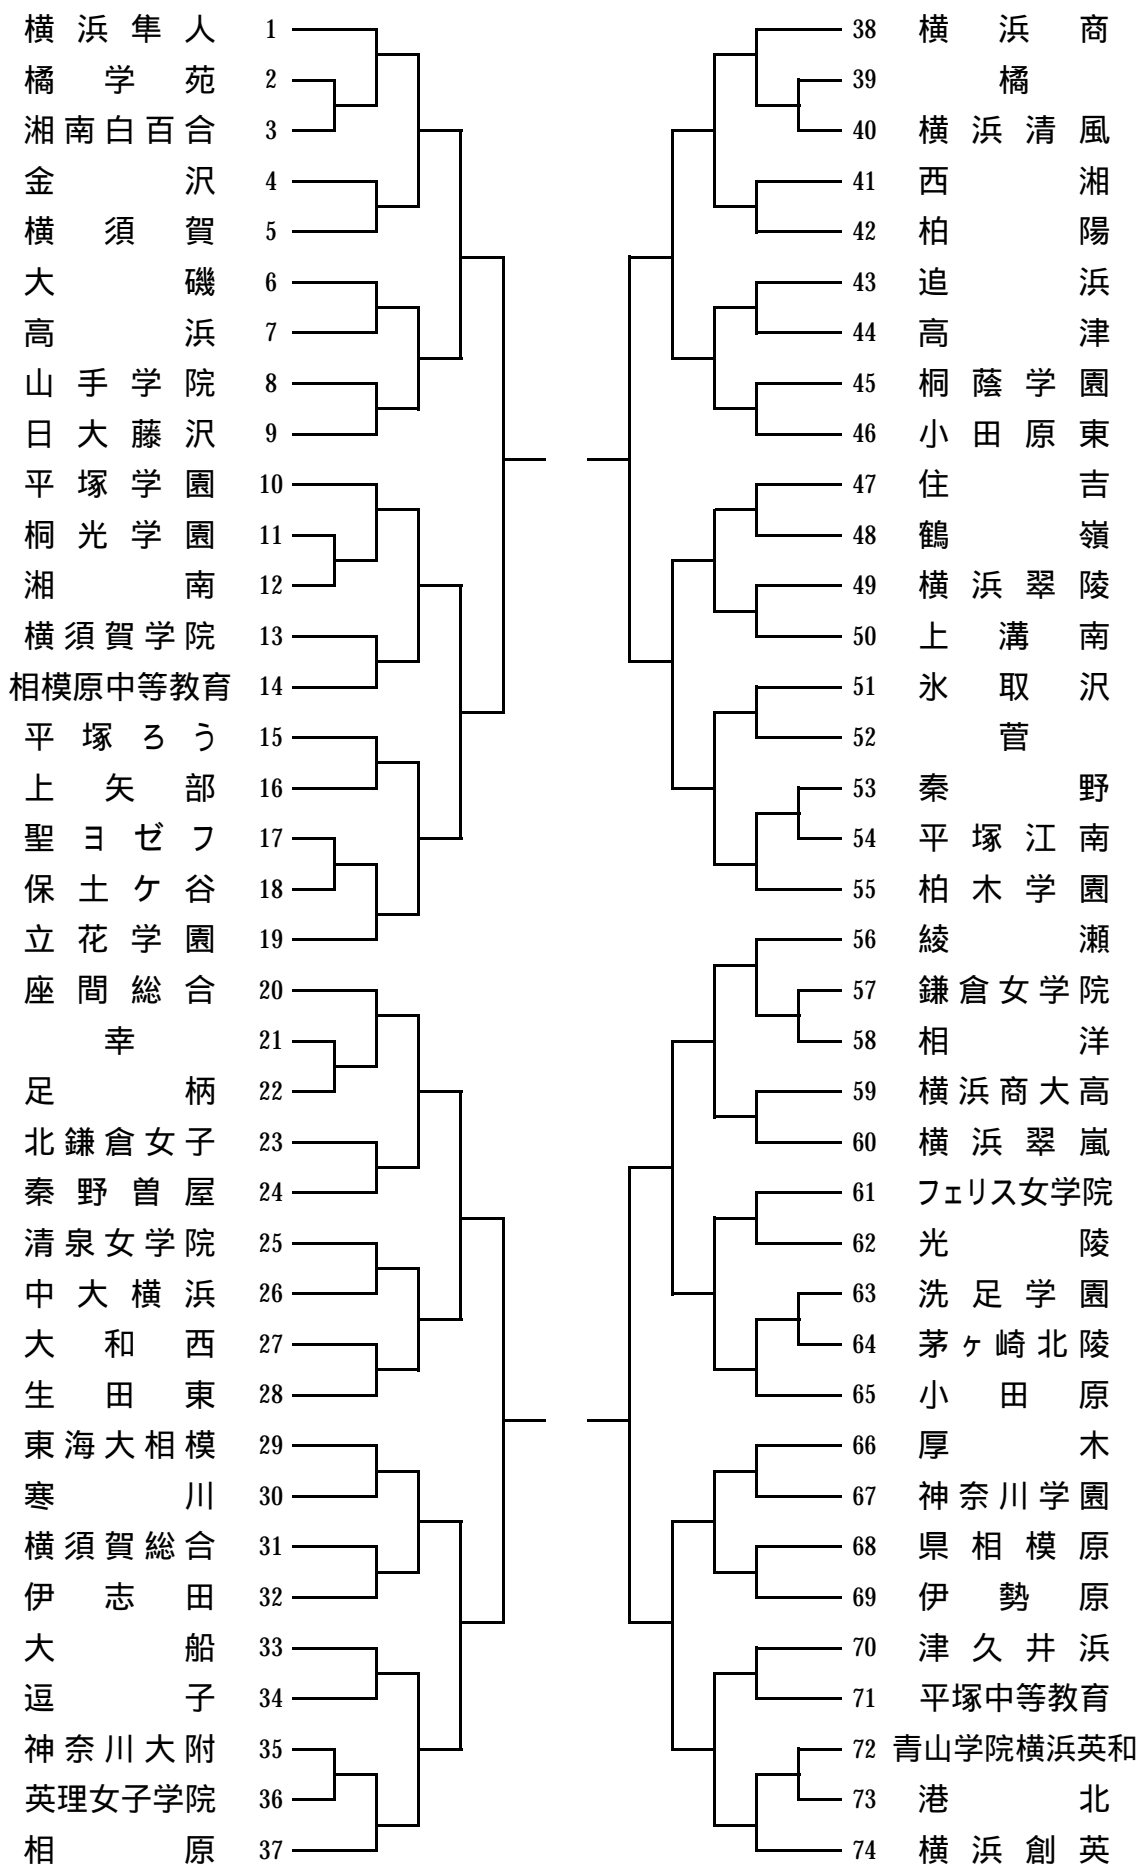 横浜隼人 1
橘学苑 2
湘南白百合 3
金沢 4
横須賀 5
大磯 6
高浜 7
山手学院 8
日大藤沢 9
平塚学園 10
桐光学園 11
湘南 12
横須賀学院 13
相模原中等教育 14
平塚ろう 15
上矢部 16
聖ヨゼフ 17
保土ケ谷 18
立花学園 19
座間総合 20
幸 21
足柄 22
北鎌倉女子 23
秦野曽屋 24
清泉女学院 25
中大横浜 26
大和西 27
生田東 28
東海大相模 29
寒川 30
横須賀総合 31
伊志田 32
大船 33
逗子 34
神奈川大附 35
英理女子学院 36
相原 37
38 横浜商
39 橘
40 横浜清風
41 西湘
42 柏陽
43 追浜
44 高津
45 桐蔭学園
46 小田原東
47 住吉
48 鶴嶺
49 横浜翠陵
50 上溝南
51 氷取沢
52 菅
53 秦野
54 平塚江南
55 柏木学園
56 綾瀬
57 鎌倉女学院
58 相洋
59 横浜商大高
60 横浜翠嵐
61 フェリス女学院
62 光陵
63 洗足学園
64 茅ヶ崎北陵
65 小田原
66 厚木
67 神奈川学園
68 県相模原
69 伊勢原
70 津久井浜
71 平塚中等教育
72 青山学院横浜英和
73 港北
74 横浜創英